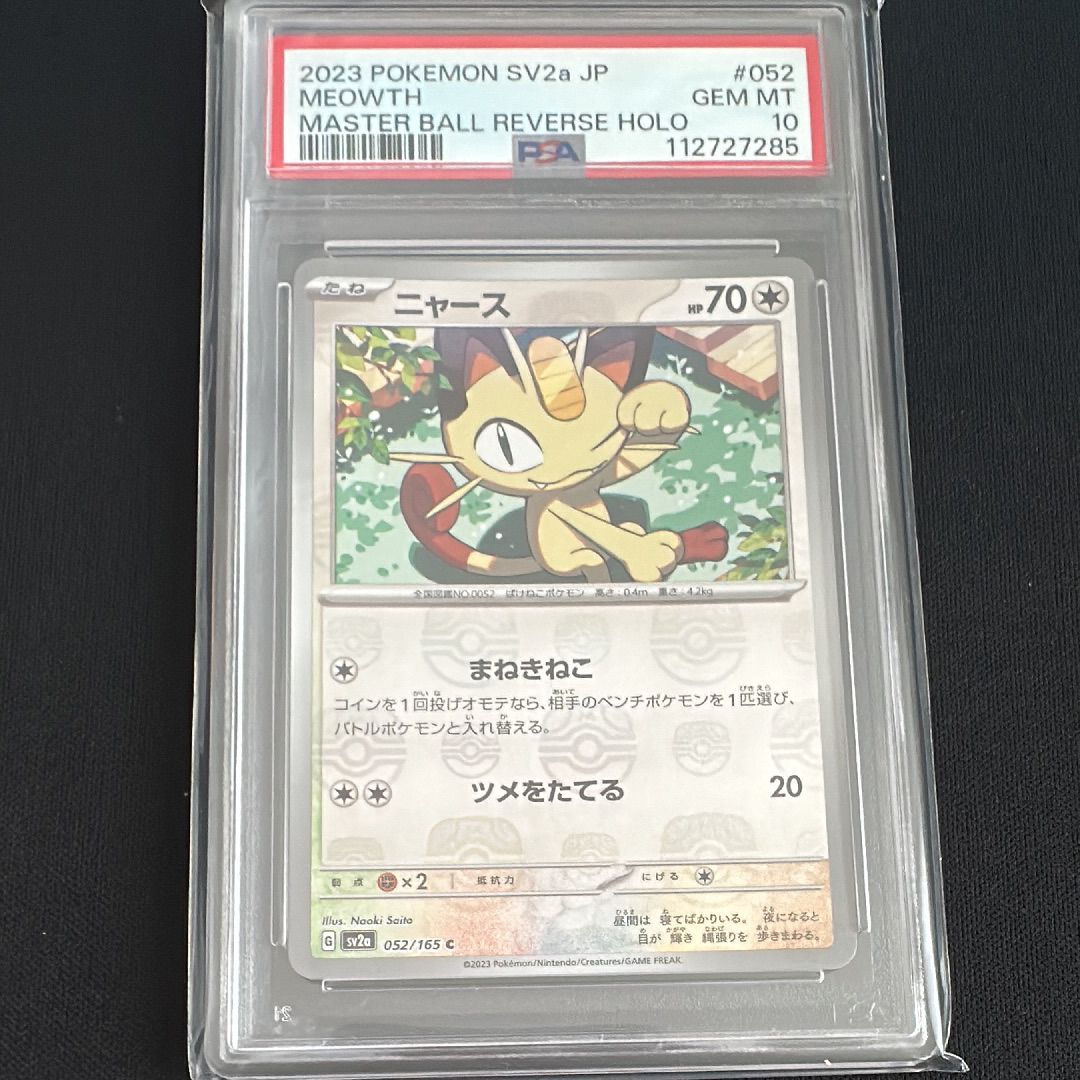 2023 POKEMON SV2a JP #052
MEOWTH GEM MT
MASTER BALL REVERSE HOLO 10
PSA 112727285
たね ニャース HP70
全国図鑑NO.0052 ばけねこポケモン 高さ:0.4m 重さ:4.2kg
まねきねこ
コインを1回投げオモテなら、相手のベンチポケモンを1匹選び、
バトルポケモンと入れ替える。
ツメをたてる 20
弱点 ×2 抵抗力 にげる
Illus. Naoki Saito
昼間は 寝てばかりいる。 夜になると
目が 輝き 縄張りを 歩きまわる。
G sv2a 052/165 C
©2023 Pokémon/Nintendo/Creatures/GAME FREAK.